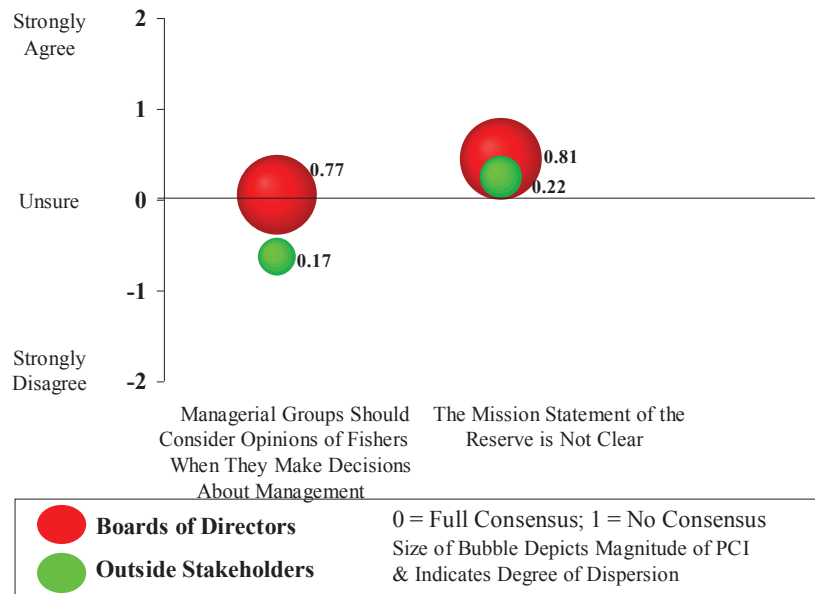 Strongly
Agree
2
1
0.77
0.81
0.22
Unsure
0
0.17
-1
Strongly
Disagree
-2
Managerial Groups Should
Consider Opinions of Fishers
When They Make Decisions
About Management
The Mission Statement of the
Reserve is Not Clear
Boards of Directors
Outside Stakeholders
0 = Full Consensus; 1 = No Consensus
Size of Bubble Depicts Magnitude of PCI
& Indicates Degree of Dispersion